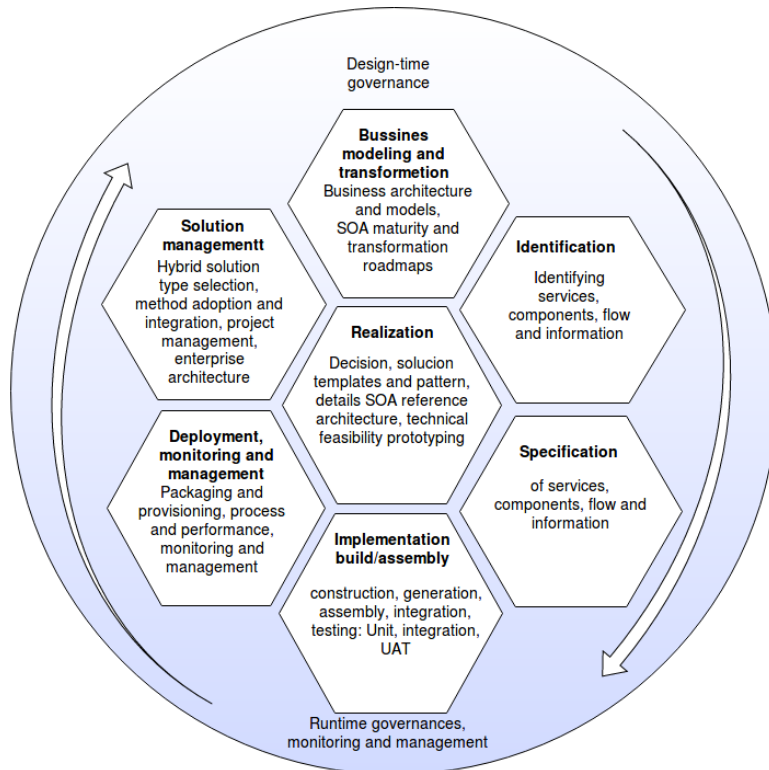 Design-time
governance
Bussines
modeling and
transformetion
Business architecture
and models,
SOA maturity and
transformation
roadmaps
Solution
managementt
Hybrid solution
type selection,
method adoption and
integration, project
management,
enterprise
architecture
Identification
Identifying
services,
components, flow
and information
Realization
Decision, solucion
templates and pattern,
details SOA reference
architecture, technical
feasibility prototyping
Deployment,
monitoring and
management
Packaging and
provisioning, process
and performance,
monitoring and
management
Specification
of services,
components, flow and
information
Implementation
build/assembly
construction, generation,
assembly, integration,
testing: Unit, integration,
UAT
Runtime governances,
monitoring and management